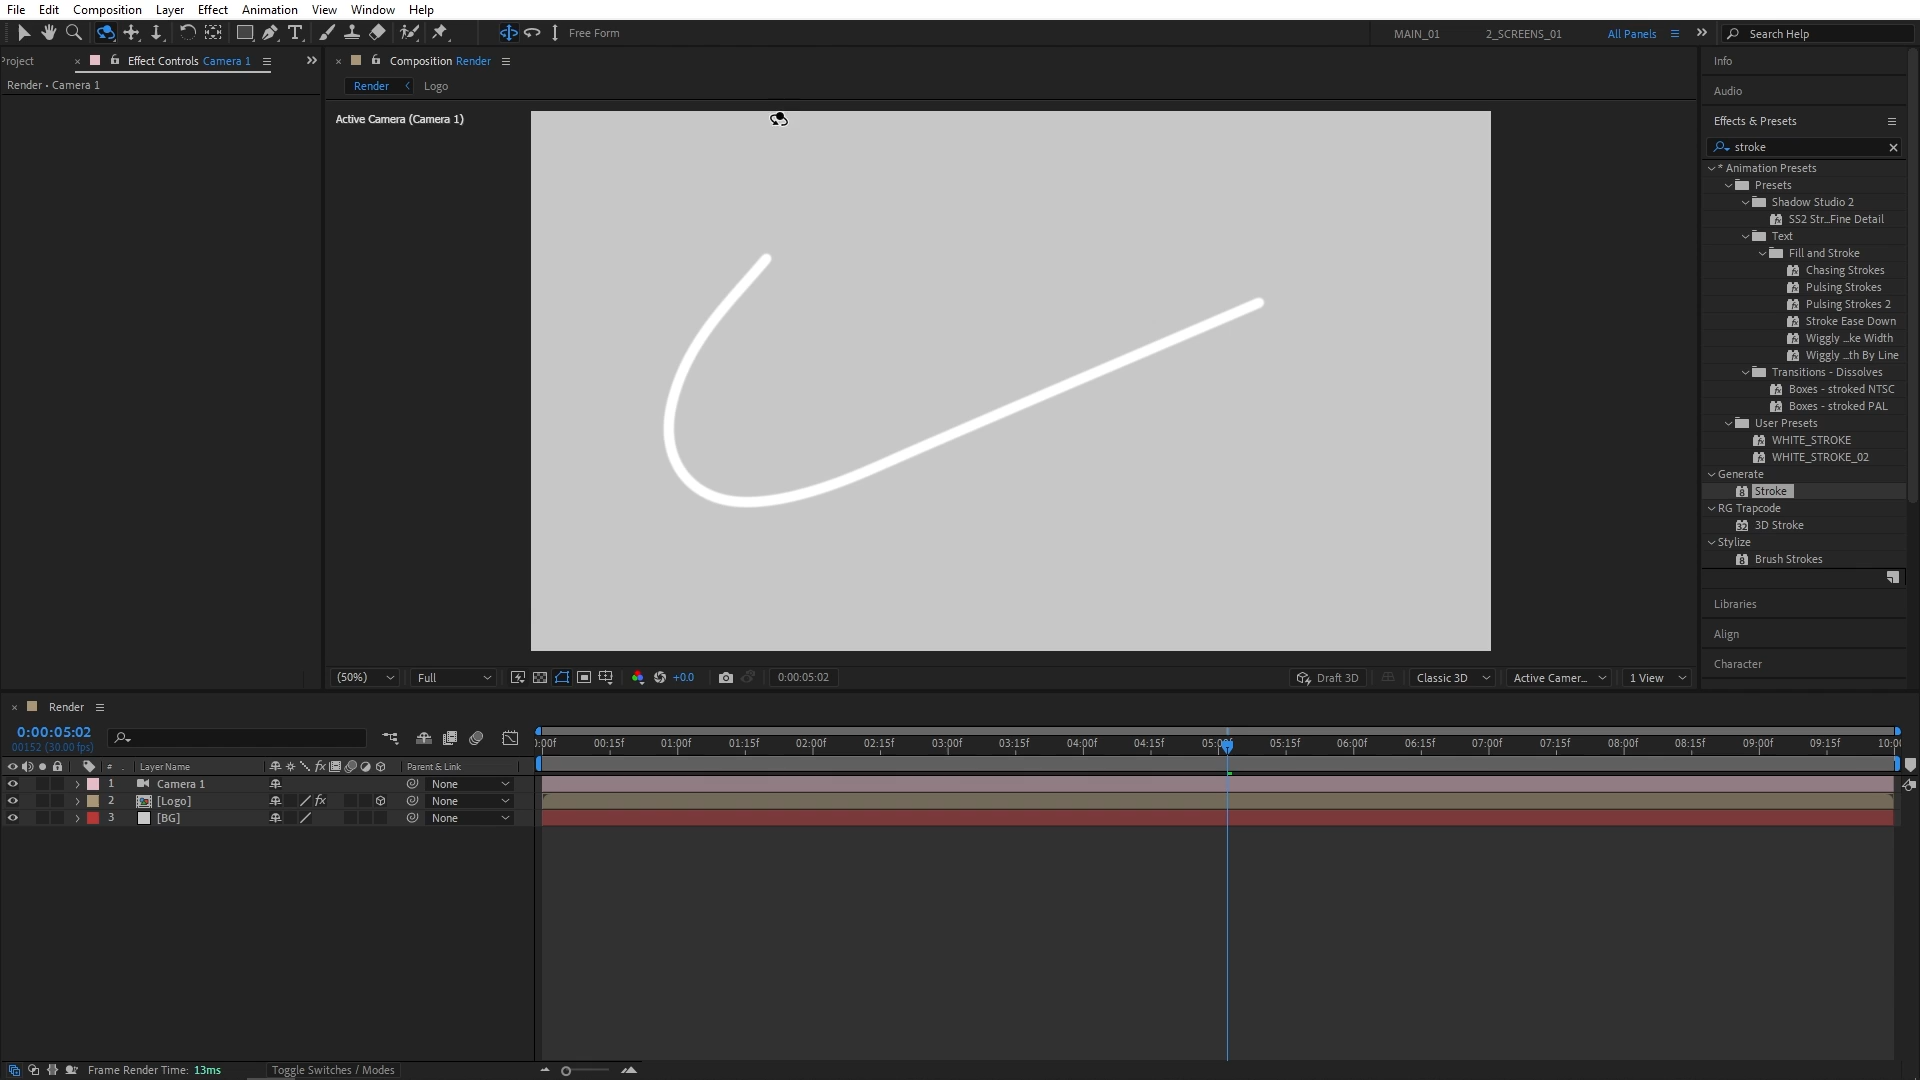 File Edit Composition Layer Effect Animation View Window Help
Free Form
MAIN_01
2_SCREENS_01
All Panels
Search Help
Effect Controls Camera 1
Render • Camera 1
Composition Render
Render
Logo
Active Camera (Camera 1)
Info
Audio
Effects & Presets
stroke
* Animation Presets
Presets
Shadow Studio 2
SS2 Str...Fine Detail
Text
Fill and Stroke
Chasing Strokes
Pulsing Strokes
Pulsing Strokes 2
Stroke Ease Down
Wiggly ...ke Width
Wiggly ...th By Line
Transitions - Dissolves
Boxes - stroked NTSC
Boxes - stroked PAL
User Presets
WHITE_STROKE
WHITE_STROKE_02
Generate
Stroke
RG Trapcode
3D Stroke
Stylize
Brush Strokes
Libraries
Align
Character
(50%)
Full
+0.0
0:00:05:02
Draft 3D
Classic 3D
Active Camer...
1 View
Render
0:00:05:02
00152 (30.00 fps)
00:15f 01:00f 01:15f 02:00f 02:15f 03:00f 03:15f 04:00f 04:15f 05:15f 06:00f 06:15f 07:00f 07:15f 08:00f 08:15f 09:00f 09:15f
# Layer Name fx Parent & Link
1 Camera 1 None
2 [Logo] fx None
3 [BG] None
Frame Render Time: 13ms
Toggle Switches / Modes